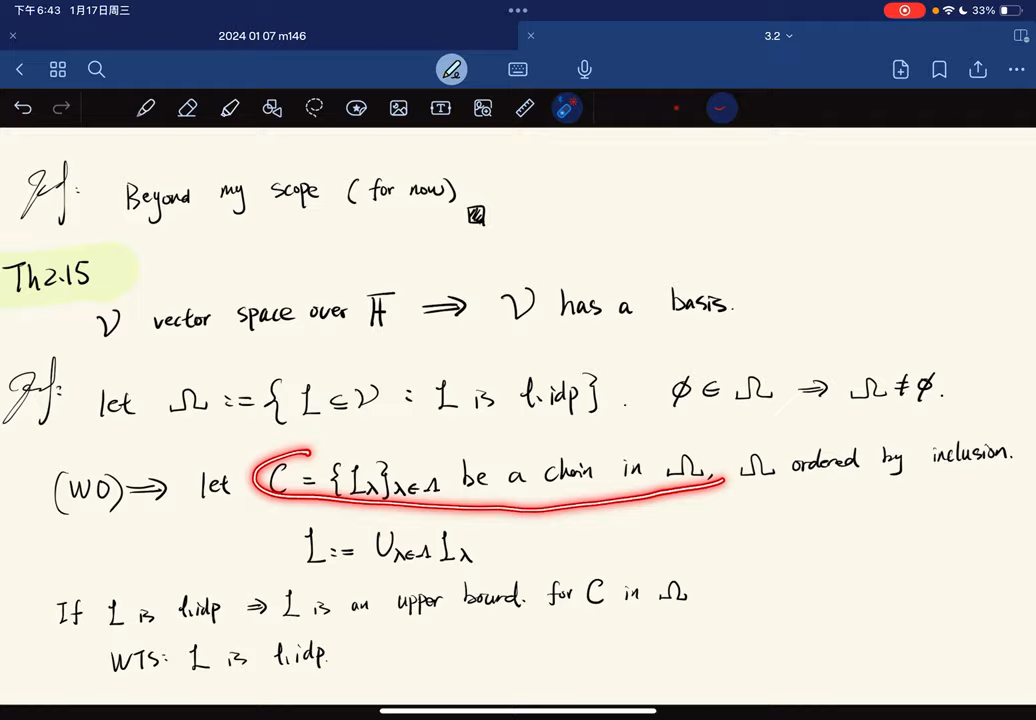 下午6:43 1月17日周三 33%
2024 01 07 m146
3.2
Pf: Beyond my scope (for now)
Th2.15
V vector space over F ⟹ V has a basis.
Pf: let Ω := { L ⊆ V : L is l.idp } . ∅ ∈ Ω ⟹ Ω ≠ ∅.
(WO) ⟹ let C = {Lλ}λ∈Λ be a chain in Ω, Ω ordered by inclusion.
L := ∪λ∈Λ Lλ
If L is l.idp ⇒ L is an upper bound. for C in Ω
WTS: L is l.idp.